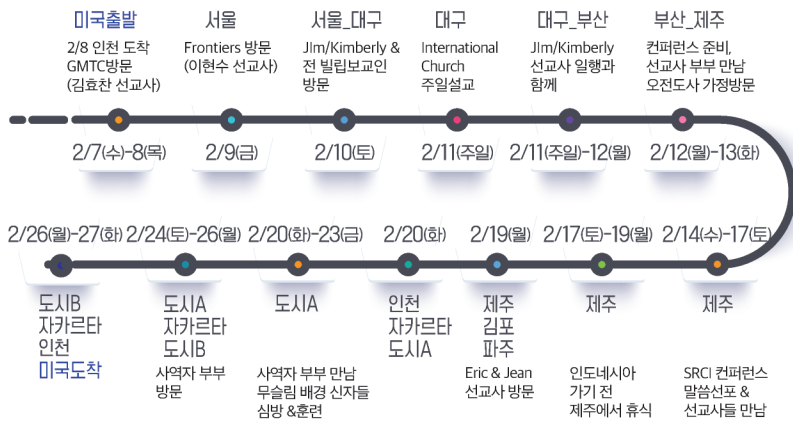 미국출발
2/8 인천 도착
GMTC방문
(김효찬 선교사)
2/7(수)-8(목)
서울
Frontiers 방문
(이현수 선교사)
2/9(금)
서울_대구
JIm/Kimberly &
전 빌립보교인
방문
2/10(토)
대구
International
Church
주일설교
2/11(주일)
대구_부산
JIm/Kimberly
선교사 일행과
함께
2/11(주일)-12(월)
부산_제주
컨퍼런스 준비,
선교사 부부 만남
오전도사 가정방문
2/12(월)-13(화)
2/14(수)-17(토)
제주
SRCI 컨퍼런스
말씀선포 &
선교사들 만남
2/17(토)-19(월)
제주
인도네시아
가기 전
제주에서 휴식
2/19(월)
제주
김포
파주
Eric & Jean
선교사 방문
2/20(화)
인천
자카르타
도시A
2/20(화)-23(금)
도시A
사역자 부부 만남
무슬림 배경 신자들
심방 &훈련
2/24(토)-26(월)
도시A
자카르타
도시B
사역자 부부
방문
2/26(월)-27(화)
도시B
자카르타
인천
미국도착